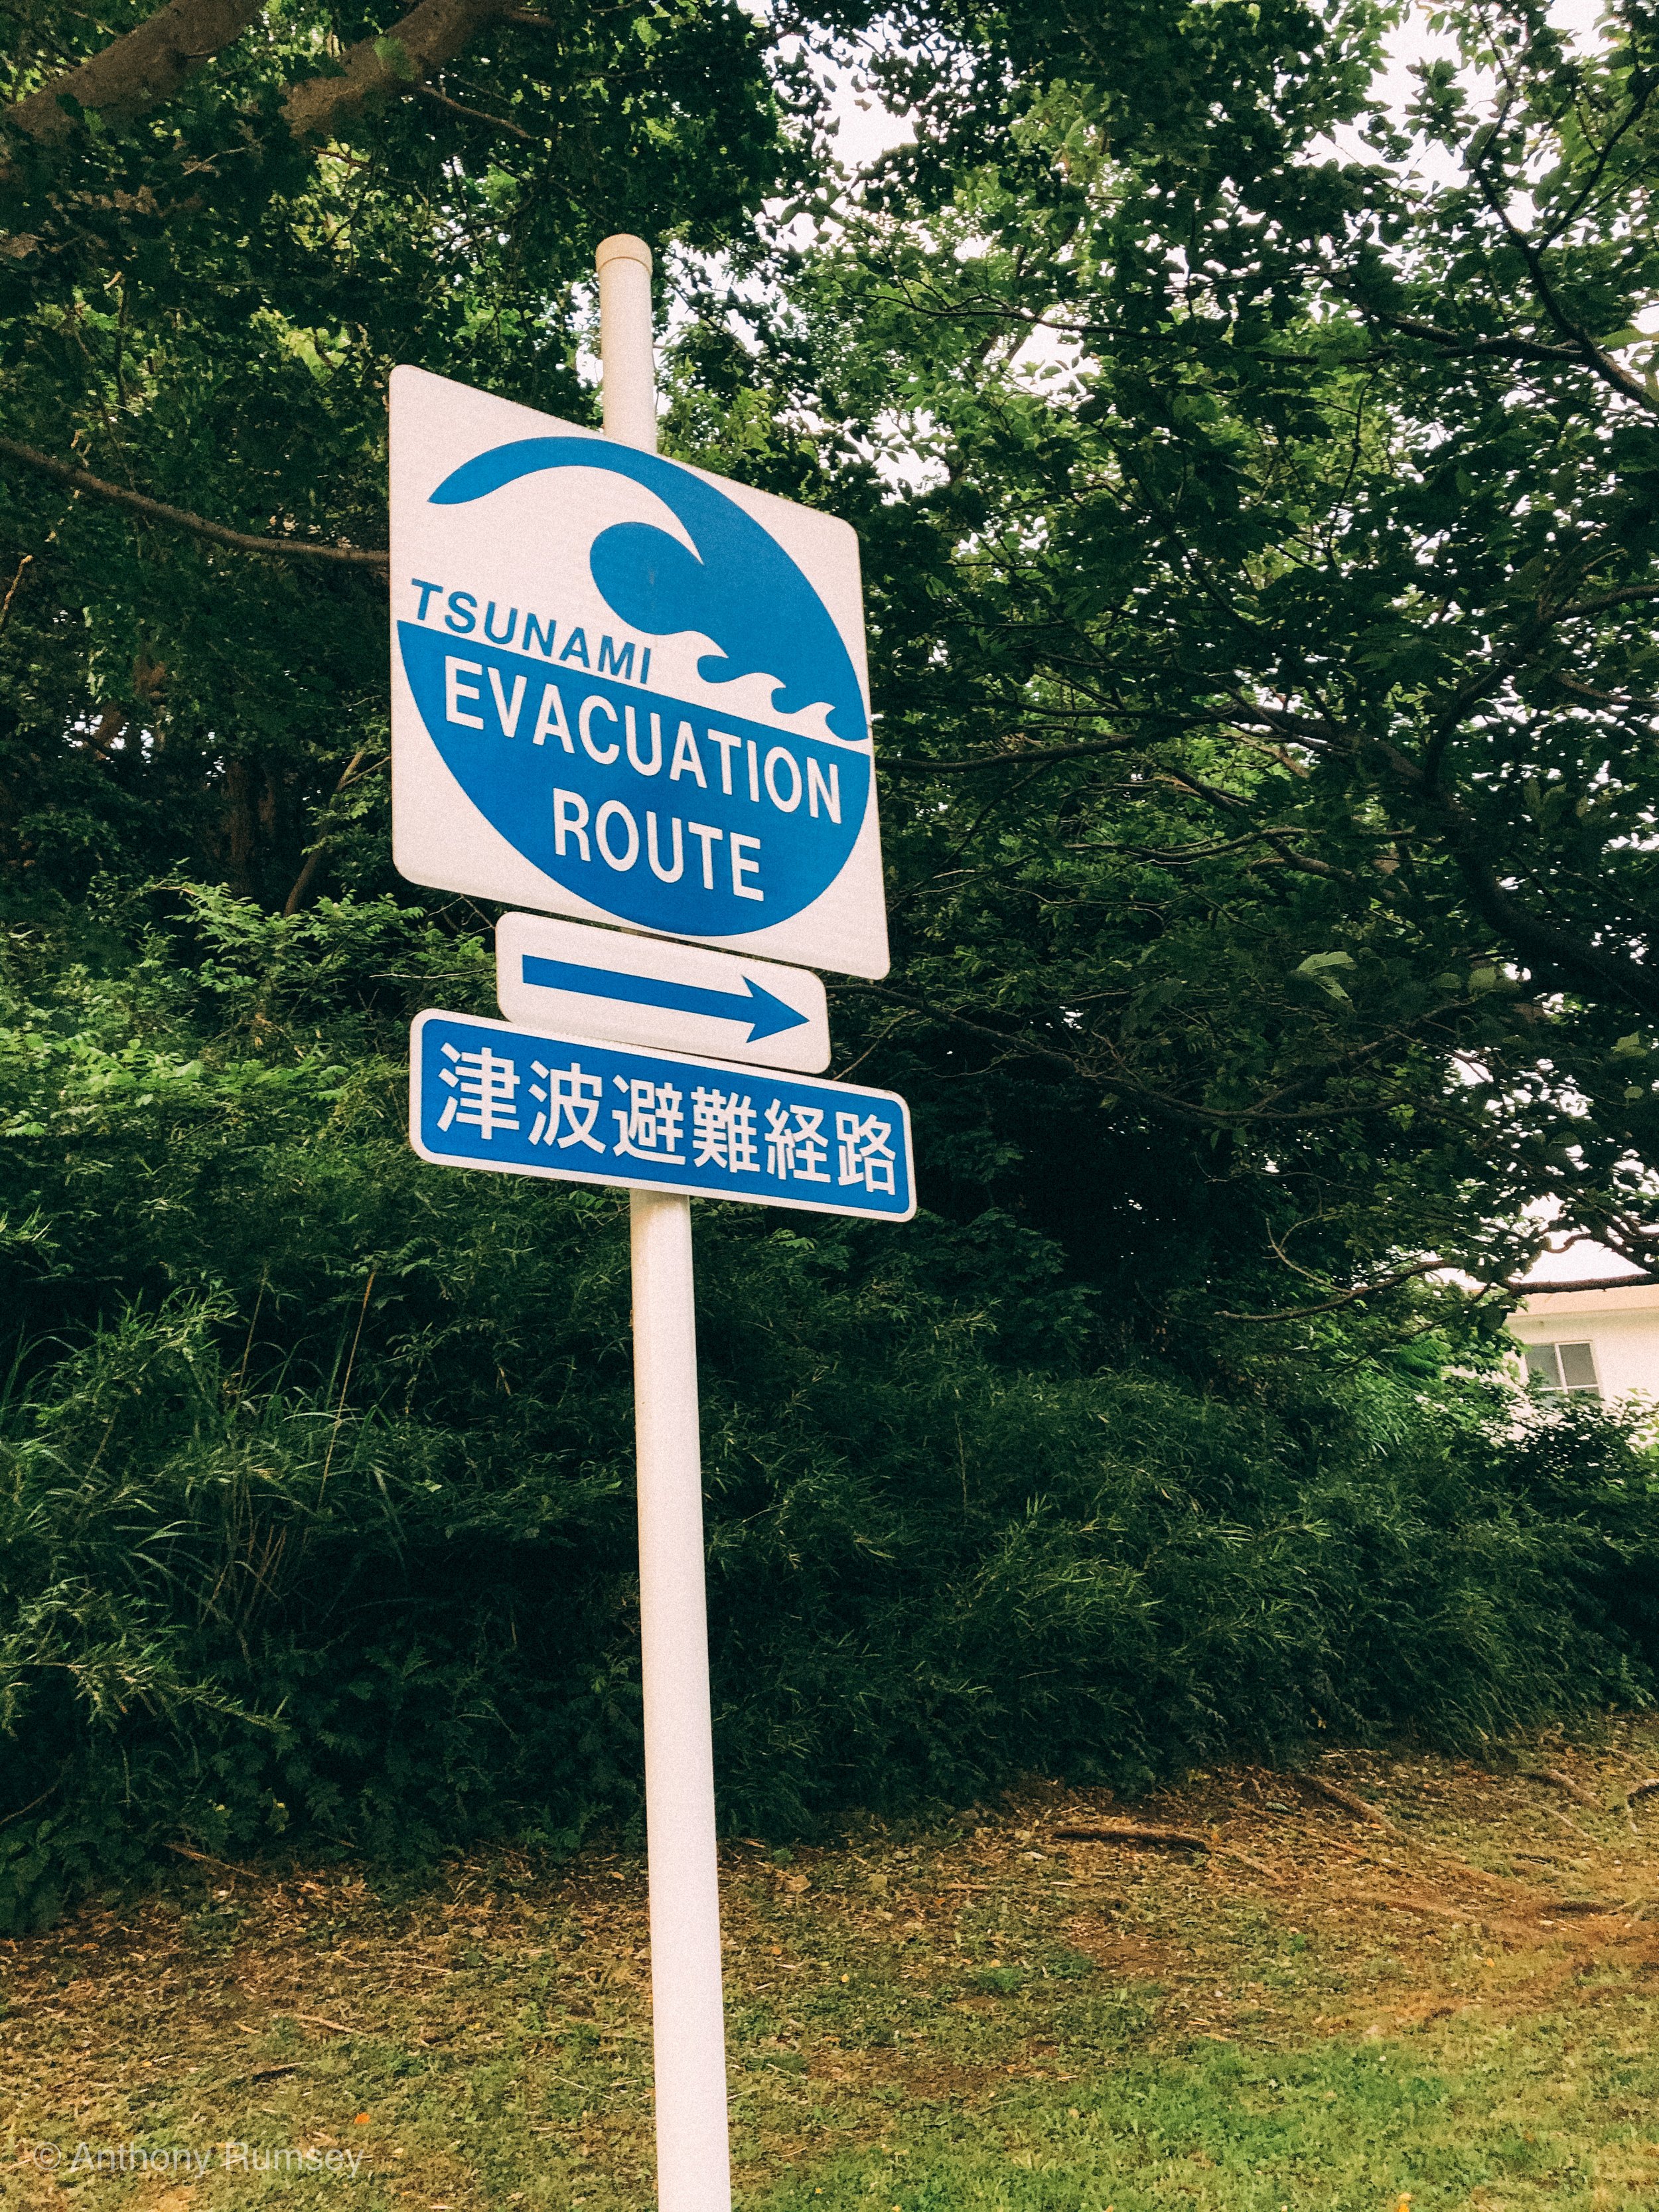 TSUNAMI
EVACUATION
ROUTE
津波避難経路
© Anthony Rumsey